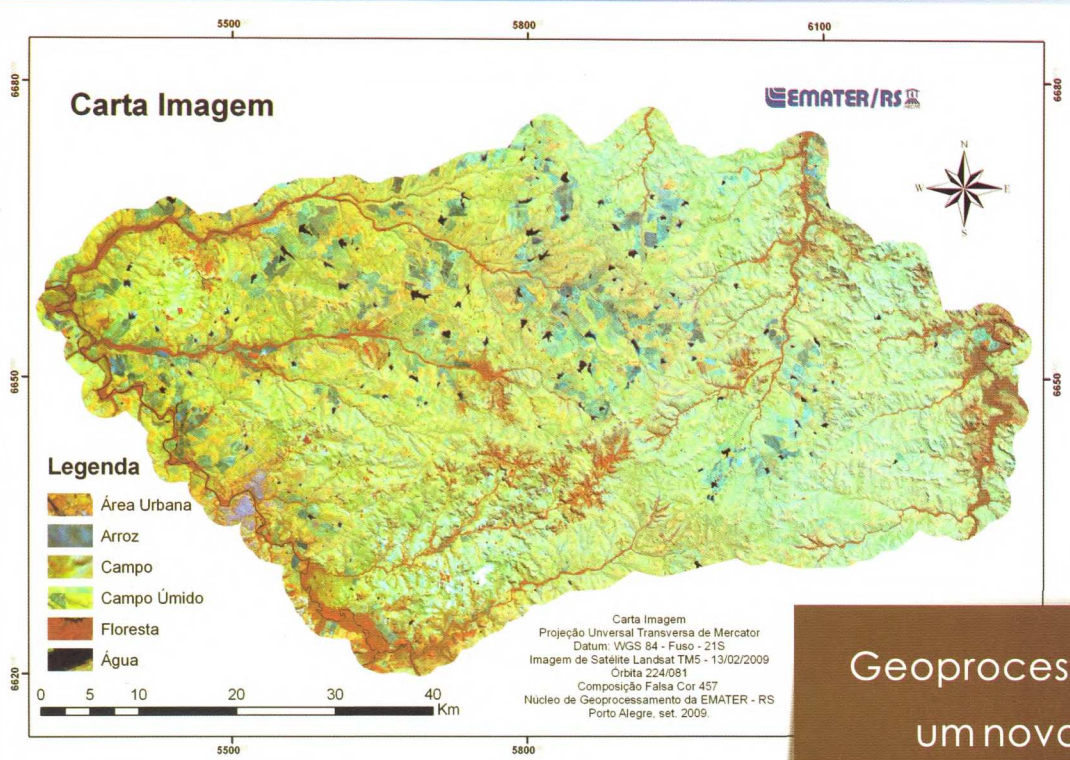 5500 5800 6100
6680 6680
Carta Imagem
EMATER/RS
N
W E
S
6650 6650
Legenda
Área Urbana
Arroz
Campo
Campo Úmido
Floresta
Água
6620
0 5 10 20 30 40
Km
Carta Imagem
Projeção Unversal Transversa de Mercator
Datum: WGS 84 - Fuso - 21S
Imagem de Satélite Landsat TM5 - 13/02/2009
Órbita 224/081
Composição Falsa Cor 457
Núcleo de Geoprocessamento da EMATER - RS
Porto Alegre, set. 2009.
5500 5800
Geoproces
um novo